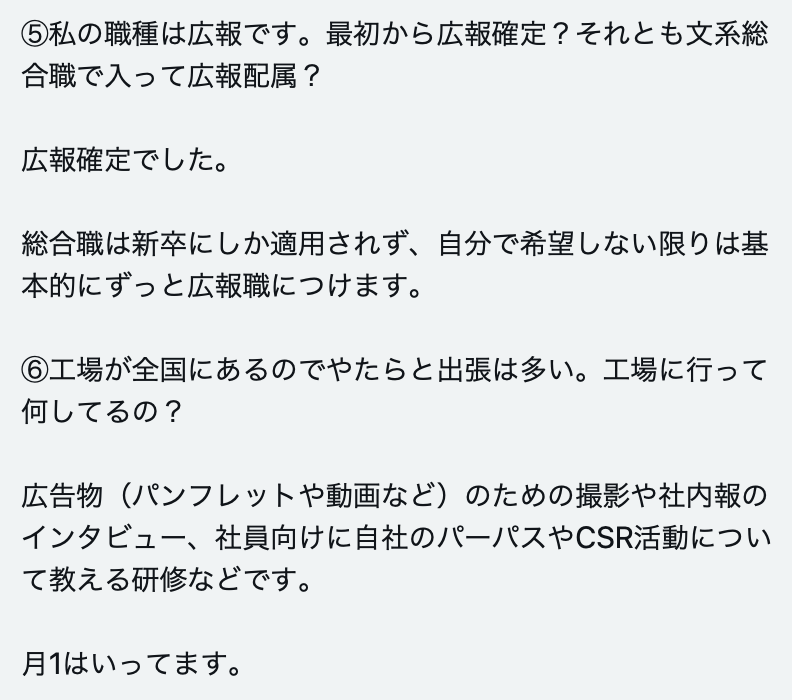 ⑤私の職種は広報です。最初から広報確定？それとも文系総
合職で入って広報配属？
広報確定でした。
総合職は新卒にしか適用されず、自分で希望しない限りは基
本的にずっと広報職につけます。
⑥工場が全国にあるのでやたらと出張は多い。工場に行って
何してるの？
広告物（パンフレットや動画など）のための撮影や社内報の
インタビュー、社員向けに自社のパーパスやCSR活動につい
て教える研修などです。
月1はいってます。